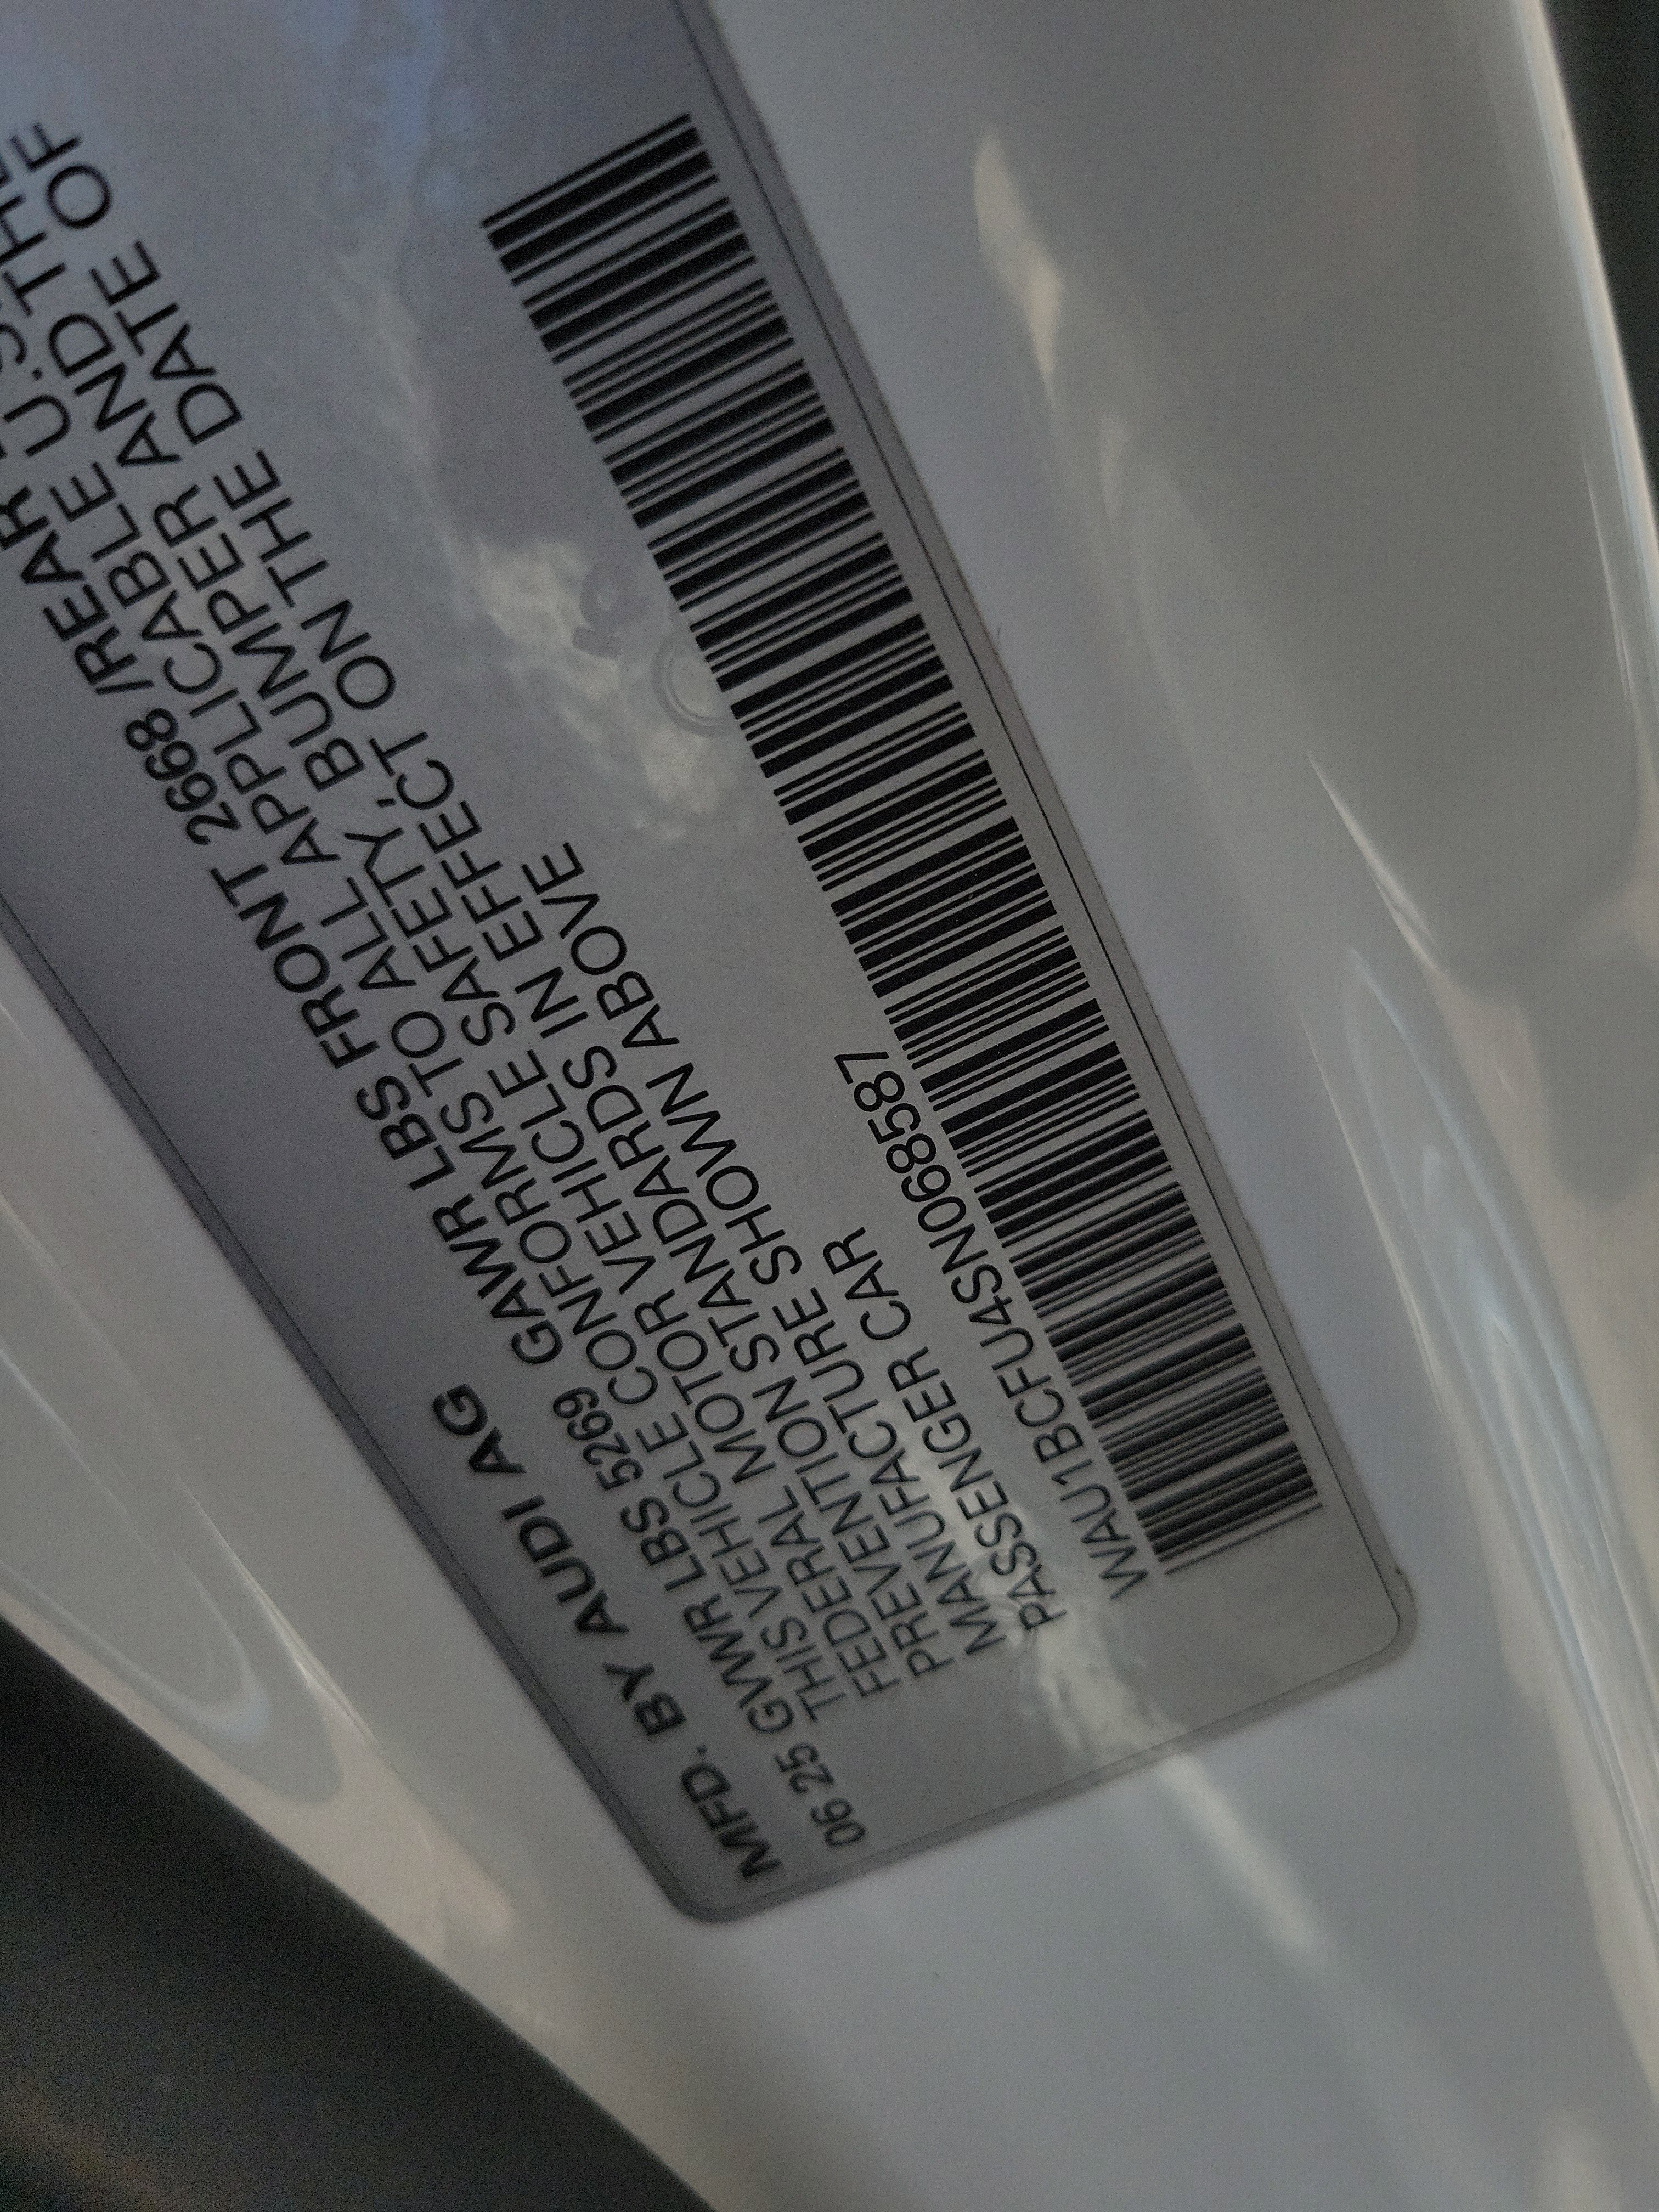 MFD. BY AUDI AG
06 25 GVWR LBS 5269 GAWR LBS FRONT 2668 /REAR
THIS VEHICLE CONFORMS TO ALL APPLICABLE U.S.
FEDERAL MOTOR VEHICLE SAFETY, BUMPER AND THE
PREVENTION STANDARDS IN EFFECT ON THE DATE OF
MANUFACTURE SHOWN ABOVE
PASSENGER CAR
WAU1BCFU4SN068587